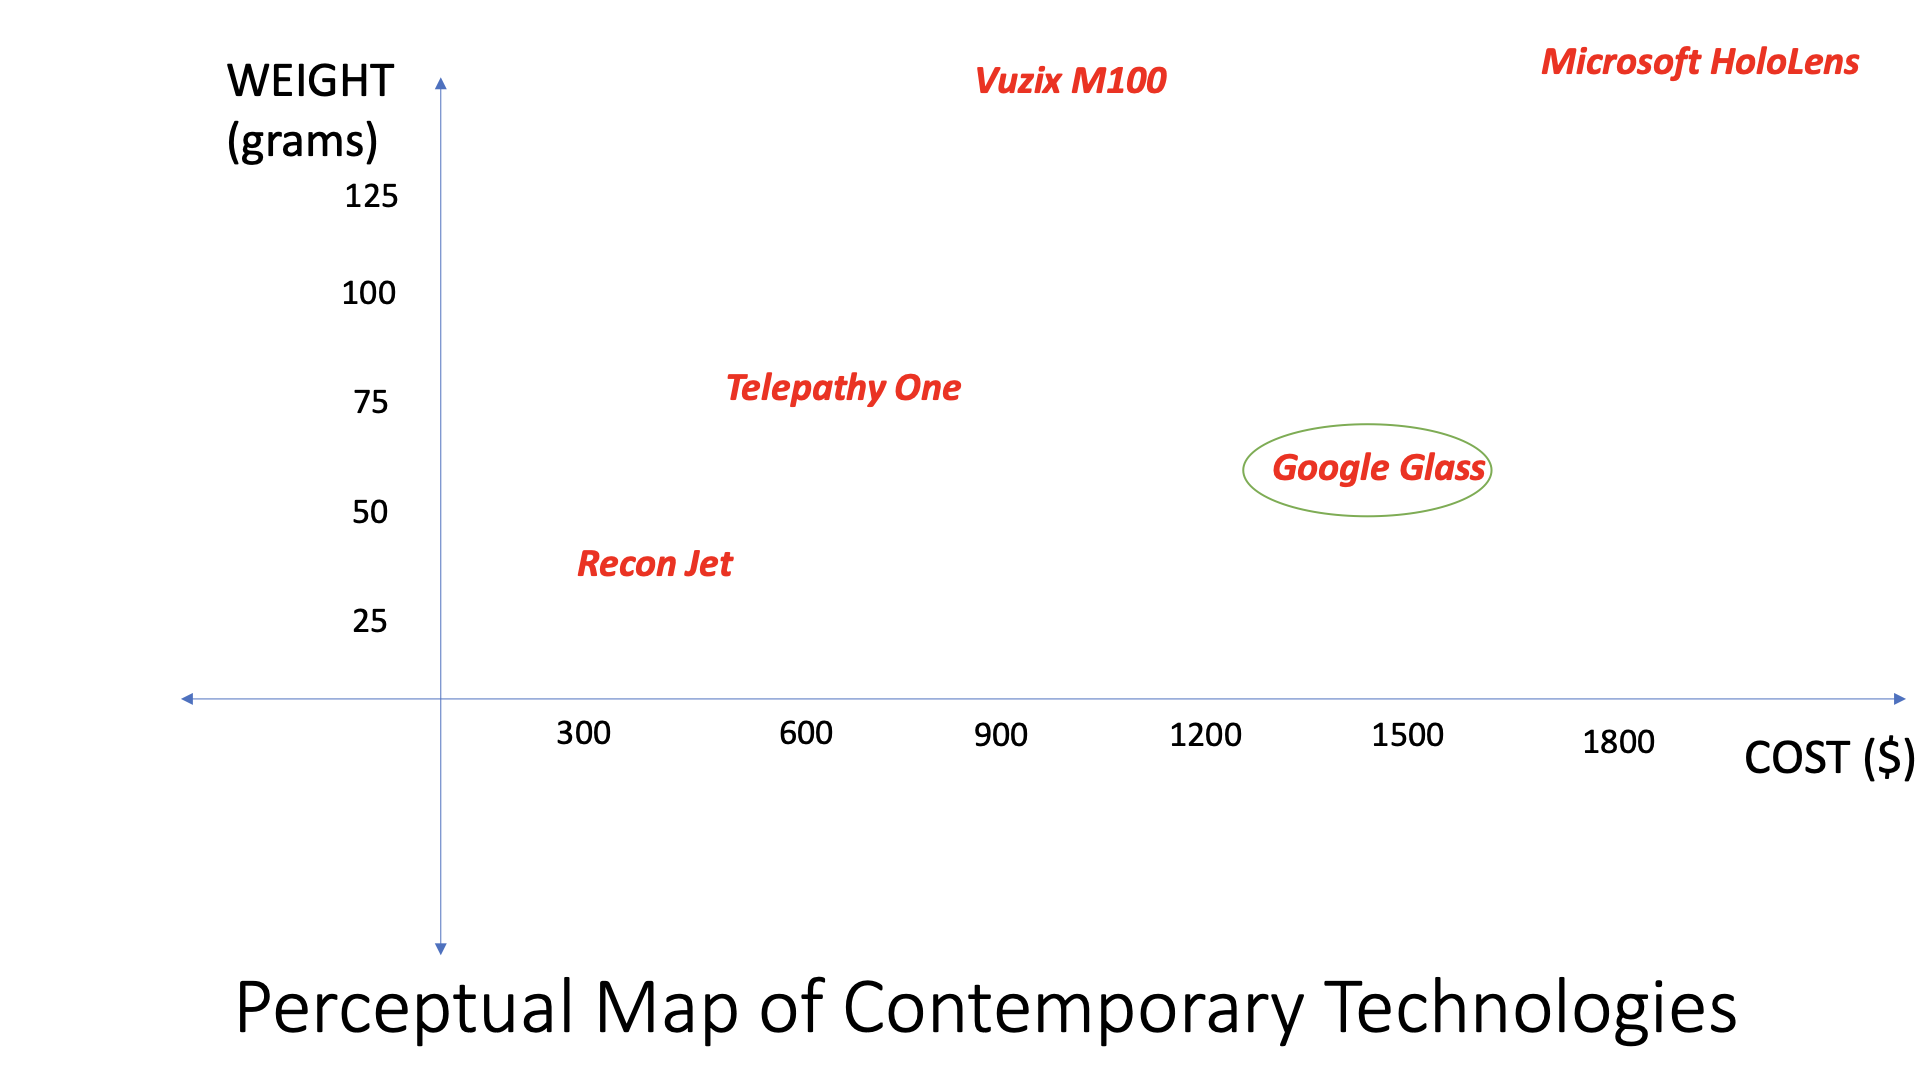 WEIGHT
(grams)
Vuzix M100
Microsoft HoloLens
125
100
75
Telepathy One
Google Glass
50
Recon Jet
25
300 600 900 1200 1500 1800
COST ($)
Perceptual Map of Contemporary Technologies